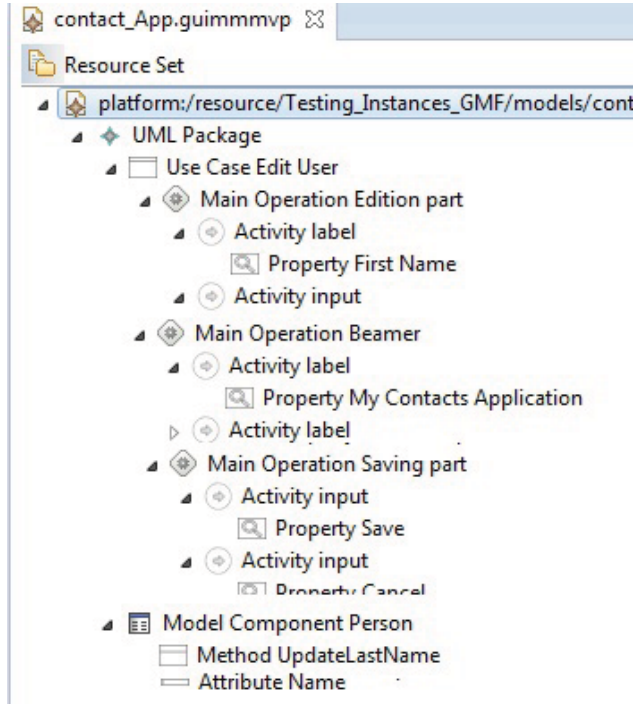 contact_App.guimmmvp
Resource Set
platform:/resource/Testing_Instances_GMF/models/cont
UML Package
Use Case Edit User
Main Operation Edition part
Activity label
Property First Name
Activity input
Main Operation Beamer
Activity label
Property My Contacts Application
Activity label
Main Operation Saving part
Activity input
Property Save
Activity input
Property Cancel
Model Component Person
Method UpdateLastName
Attribute Name